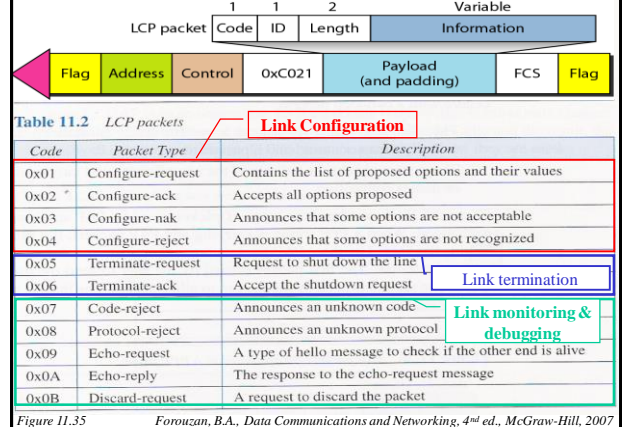 1 1 2 Variable
LCP packet Code ID Length Information
Flag Address Control 0xC021 Payload (and padding) FCS Flag
Table 11.2 LCP packets
Link Configuration
Code Packet Type Description
0x01 Configure-request Contains the list of proposed options and their values
0x02 Configure-ack Accepts all options proposed
0x03 Configure-nak Announces that some options are not acceptable
0x04 Configure-reject Announces that some options are not recognized
0x05 Terminate-request Request to shut down the line
0x06 Terminate-ack Accept the shutdown request
Link termination
0x07 Code-reject Announces an unknown code
0x08 Protocol-reject Announces an unknown protocol
Link monitoring &
debugging
0x09 Echo-request A type of hello message to check if the other end is alive
0x0A Echo-reply The response to the echo-request message
0x0B Discard-request A request to discard the packet
Figure 11.35 Forouzan, B.A., Data Communications and Networking, 4nd ed., McGraw-Hill, 2007